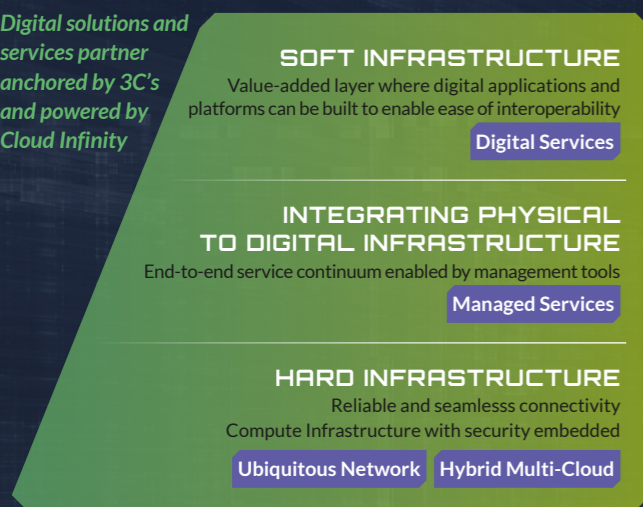 Digital solutions and
services partner
anchored by 3C's
and powered by
Cloud Infinity
SOFT INFRASTRUCTURE
Value-added layer where digital applications and
platforms can be built to enable ease of interoperability
Digital Services
INTEGRATING PHYSICAL
TO DIGITAL INFRASTRUCTURE
End-to-end service continuum enabled by management tools
Managed Services
HARD INFRASTRUCTURE
Reliable and seamlesss connectivity
Compute Infrastructure with security embedded
Ubiquitous Network
Hybrid Multi-Cloud